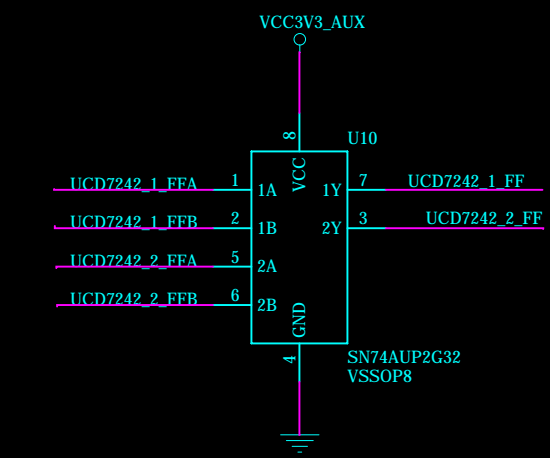 VCC3V3_AUX
8
U10
UCD7242_1_FFA 1 1A VCC 1Y 7 UCD7242_1_FF
UCD7242_1_FFB 2 1B 2Y 3 UCD7242_2_FF
UCD7242_2_FFA 5 2A
UCD7242_2_FFB 6 2B GND
4
SN74AUP2G32
VSSOP8